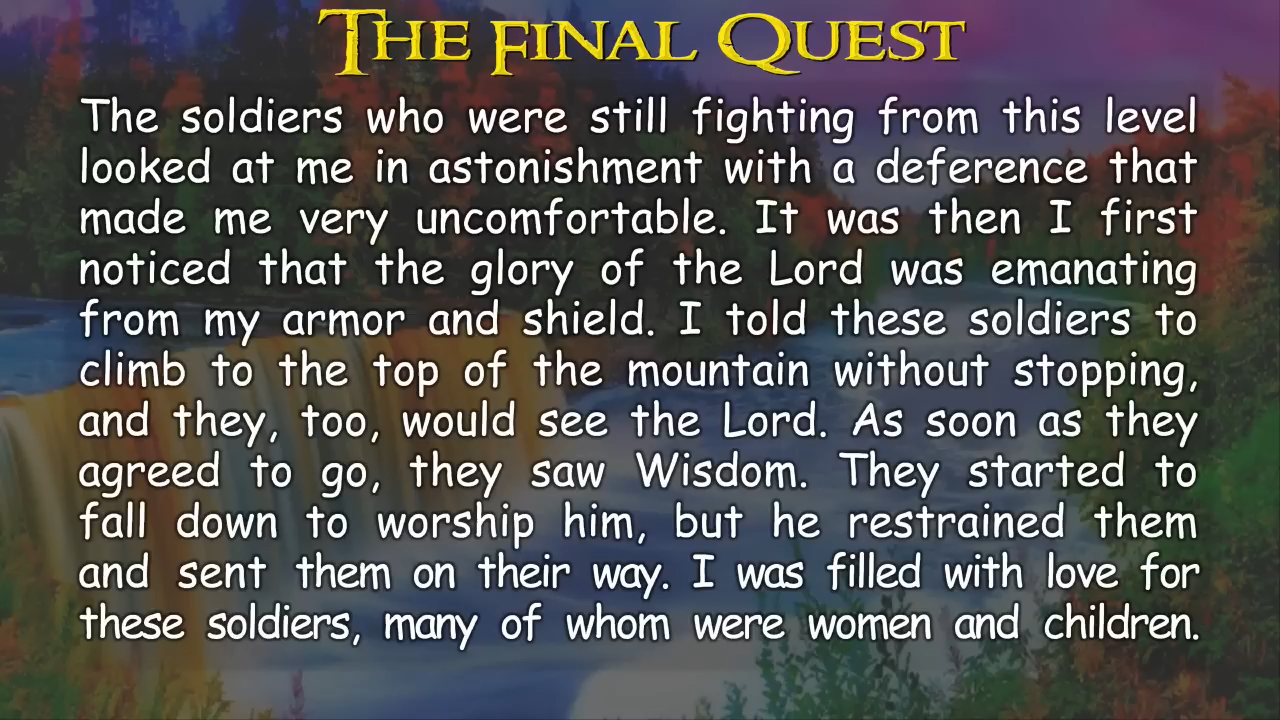 The Final Quest
The soldiers who were still fighting from this level
looked at me in astonishment with a deference that
made me very uncomfortable. It was then I first
noticed that the glory of the Lord was emanating
from my armor and shield. I told these soldiers to
climb to the top of the mountain without stopping,
and they, too, would see the Lord. As soon as they
agreed to go, they saw Wisdom. They started to
fall down to worship him, but he restrained them
and sent them on their way. I was filled with love for
these soldiers, many of whom were women and children.